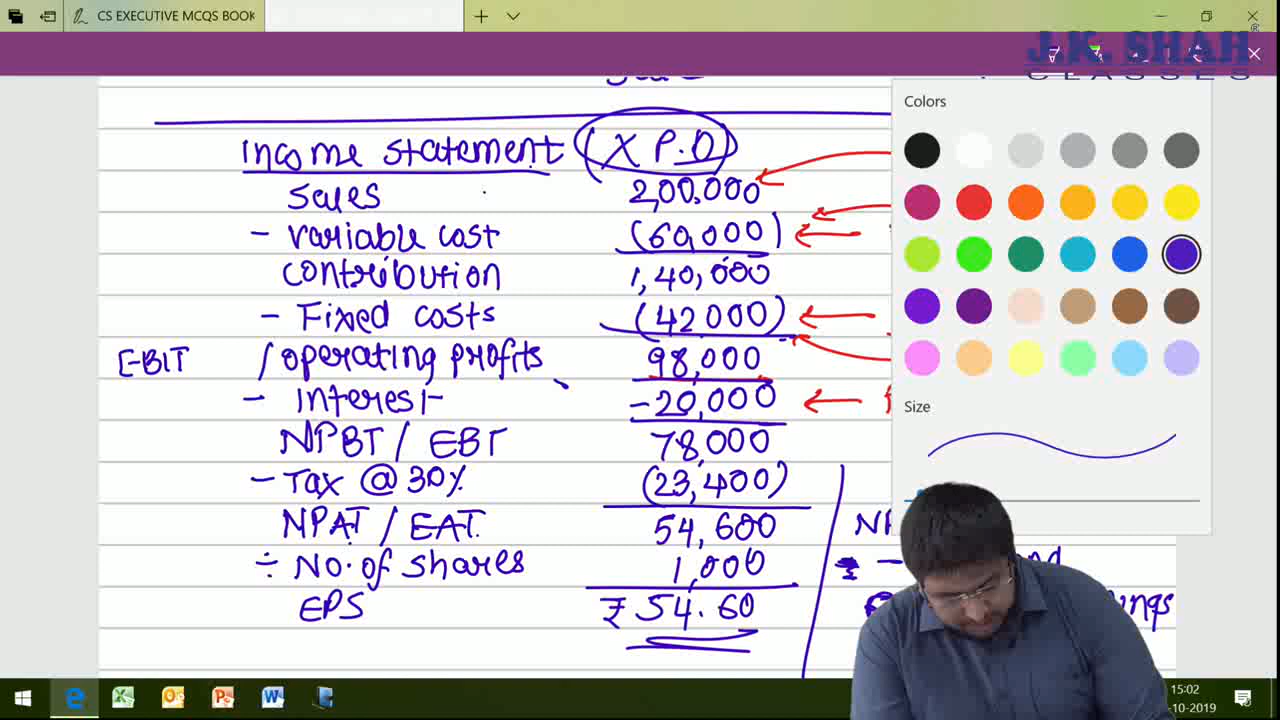 CS EXECUTIVE MCQS BOOK
J.K. SHAH ®
CLASSES
Colors
Income statement (X P.D)
Sales 2,00,000
- Variable cost (60,000)
Contribution 1,40,000
- Fixed costs (42000)
EBIT / operating profits 98,000
Size
- Interest -20,000
NPBT / EBT 78,000
- Tax @ 30% (23,400)
NPAT / EAT 54,600
÷ No. of shares 1,000
EPS ₹ 54.60
15:02
-10-2019